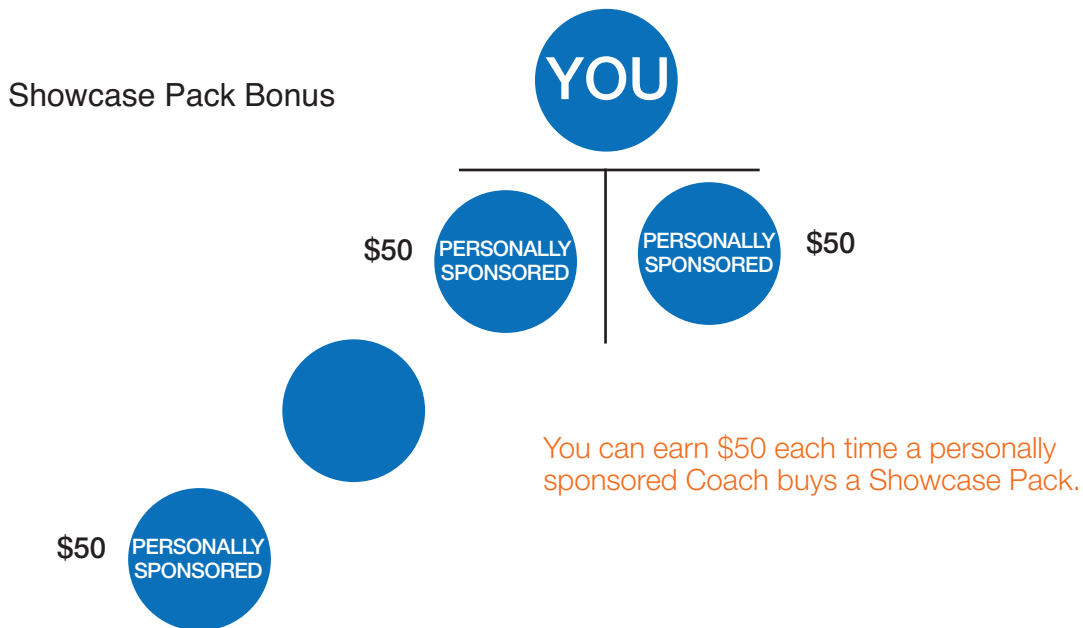 YOU
Showcase Pack Bonus
$50
PERSONALLY
SPONSORED
PERSONALLY
SPONSORED
$50
You can earn $50 each time a personally
sponsored Coach buys a Showcase Pack.
$50
PERSONALLY
SPONSORED